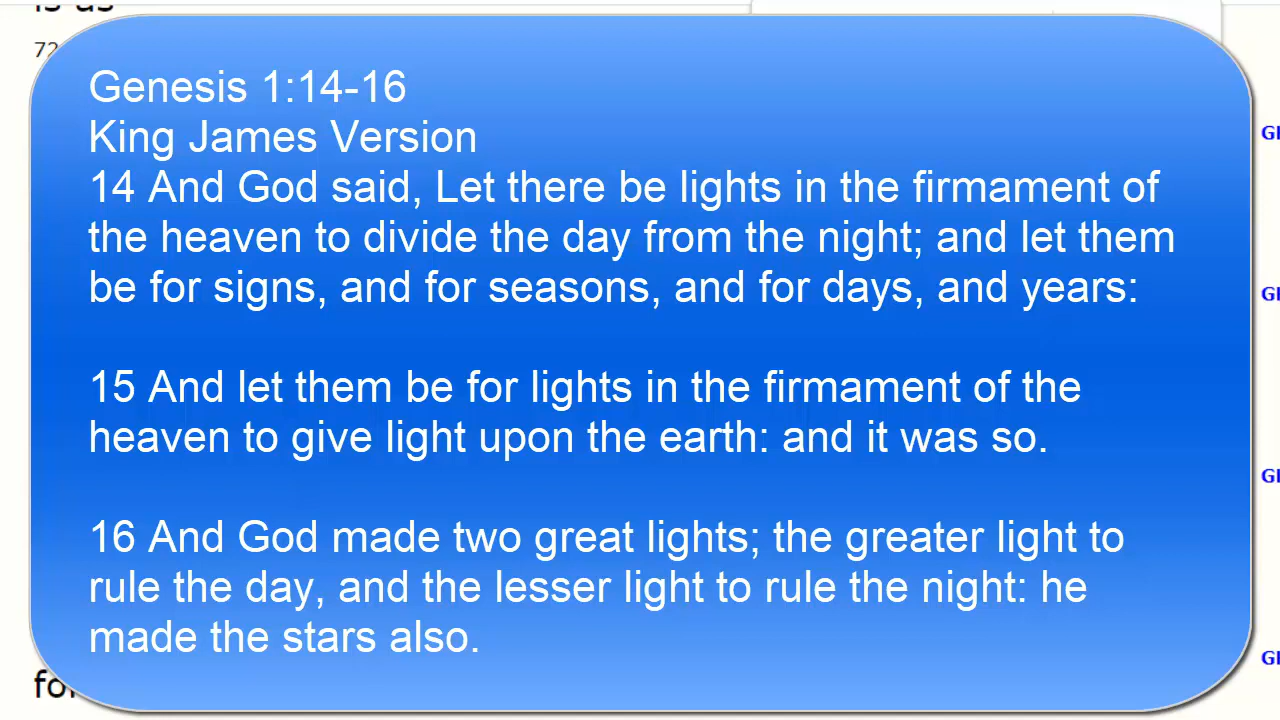 72
Genesis 1:14-16
King James Version
14 And God said, Let there be lights in the firmament of
the heaven to divide the day from the night; and let them
be for signs, and for seasons, and for days, and years:
15 And let them be for lights in the firmament of the
heaven to give light upon the earth: and it was so.
16 And God made two great lights; the greater light to
rule the day, and the lesser light to rule the night: he
made the stars also.